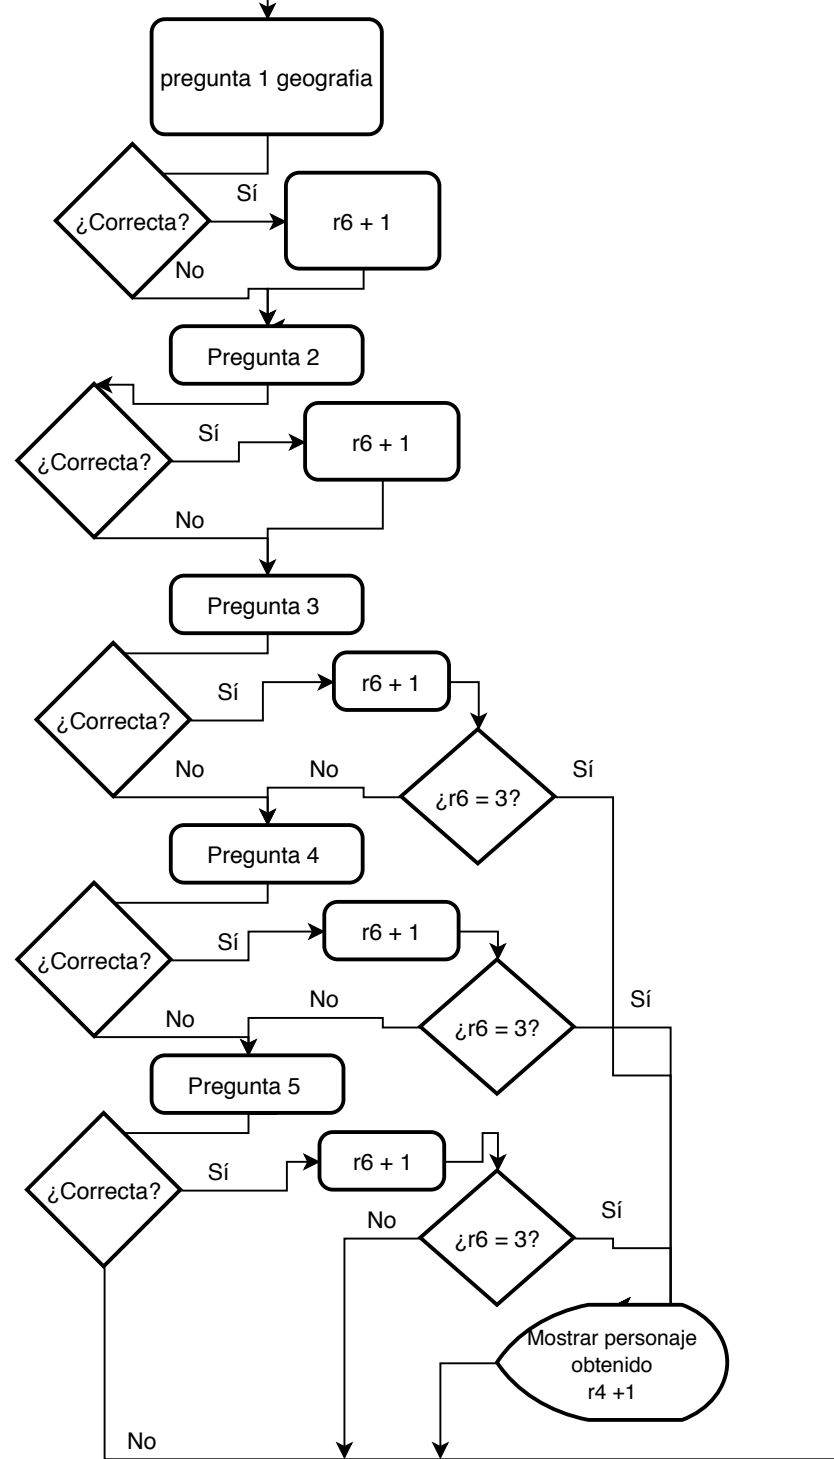 pregunta 1 geografia
Sí
¿Correcta?
r6 + 1
No
Pregunta 2
Sí
r6 + 1
¿Correcta?
No
Pregunta 3
r6 + 1
Sí
¿Correcta?
No
No
Sí
¿r6 = 3?
Pregunta 4
r6 + 1
Sí
¿Correcta?
No
Sí
No
¿r6 = 3?
Pregunta 5
r6 + 1
Sí
¿Correcta?
No
Sí
¿r6 = 3?
Mostrar personaje
obtenido
r4 +1
No